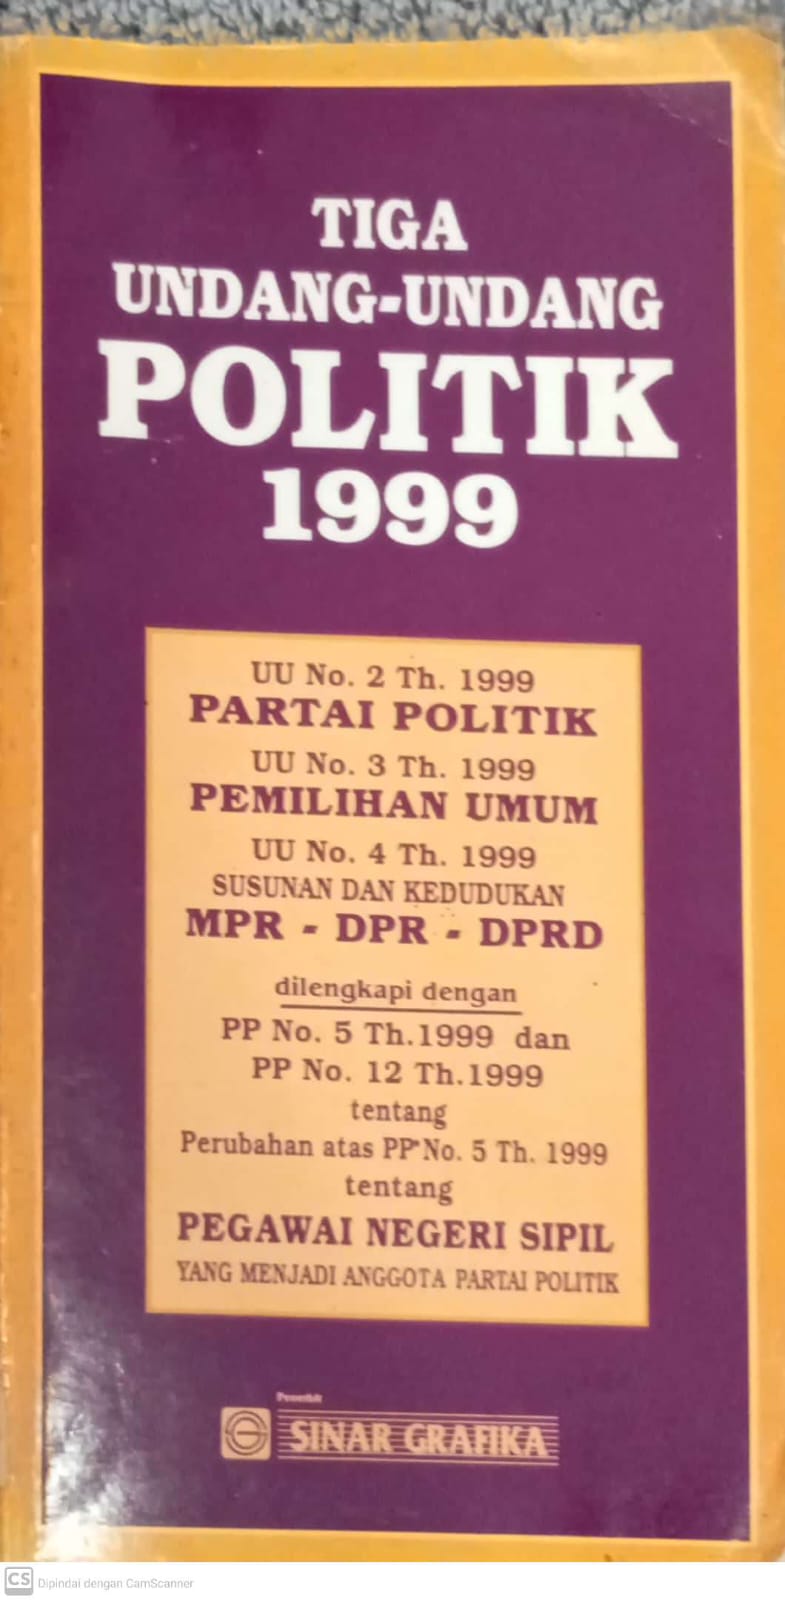 TIGA
UNDANG-UNDANG
POLITIK
1999
UU No. 2 Th. 1999
PARTAI POLITIK
UU No. 3 Th. 1999
PEMILIHAN UMUM
UU No. 4 Th. 1999
SUSUNAN DAN KEDUDUKAN
MPR - DPR - DPRD
dilengkapi dengan
PP No. 5 Th.1999 dan
PP No. 12 Th.1999
tentang
Perubahan atas PP No. 5 Th. 1999
tentang
PEGAWAI NEGERI SIPIL
YANG MENJADI ANGGOTA PARTAI POLITIK
Penerbit
SINAR GRAFIKA
CS Dipindai dengan CamScanner